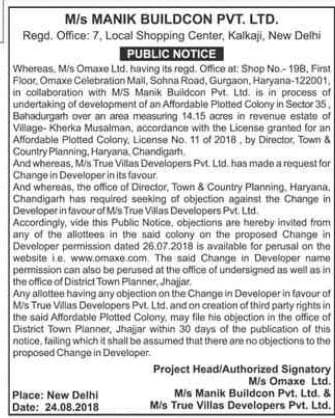 M/s MANIK BUILDCON PVT. LTD.
Regd. Office: 7, Local Shopping Center, Kalkaji, New Delhi
PUBLIC NOTICE
Whereas, M/s Omaxe Ltd. having its regd. Office at: Shop No.- 19B, First
Floor, Omaxe Celebration Mall, Sohna Road, Gurgaon, Haryana-122001,
in collaboration with M/S Manik Buildcon Pvt. Ltd. is in process of
undertaking of development of an Affordable Plotted Colony in Sector 35 ,
Bahadurgarh over an area measuring 14.15 acres in revenue estate of
Village- Kherka Musalman, accordance with the License granted for an
Affordable Plotted Colony, License No. 11 of 2018 , by Director, Town &
Country Planning, Haryana, Chandigarh.
And whereas, M/s True Villas Developers Pvt. Ltd. has made a request for
Change in Developer in its favour.
And whereas, the office of Director, Town & Country Planning, Haryana,
Chandigarh has required seeking of objection against the Change in
Developer in favour of M/s True Villas Developers Pvt. Ltd.
Accordingly, vide this Public Notice, objections are hereby invited from
any of the allottees in the said colony on the proposed Change in
Developer permission dated 26.07.2018 is available for perusal on the
website i.e. www.omaxe.com. The said Change in Developer name
permission can also be perused at the office of undersigned as well as in
the office of District Town Planner, Jhajjar.
Any allottee having any objection on the Change in Developer in favour of
M/s True Villas Developers Pvt. Ltd. and on creation of third party rights in
the said Affordable Plotted Colony, may file his objection in the office of
District Town Planner, Jhajjar within 30 days of the publication of this
notice, failing which it shall be assumed that there are no objections to the
proposed Change in Developer.
Project Head/Authorized Signatory
M/s Omaxe Ltd.
Place: New Delhi M/s Manik Buildcon Pvt. Ltd. &
Date: 24.08.2018 M/s True Villas Developers Pvt. Ltd.